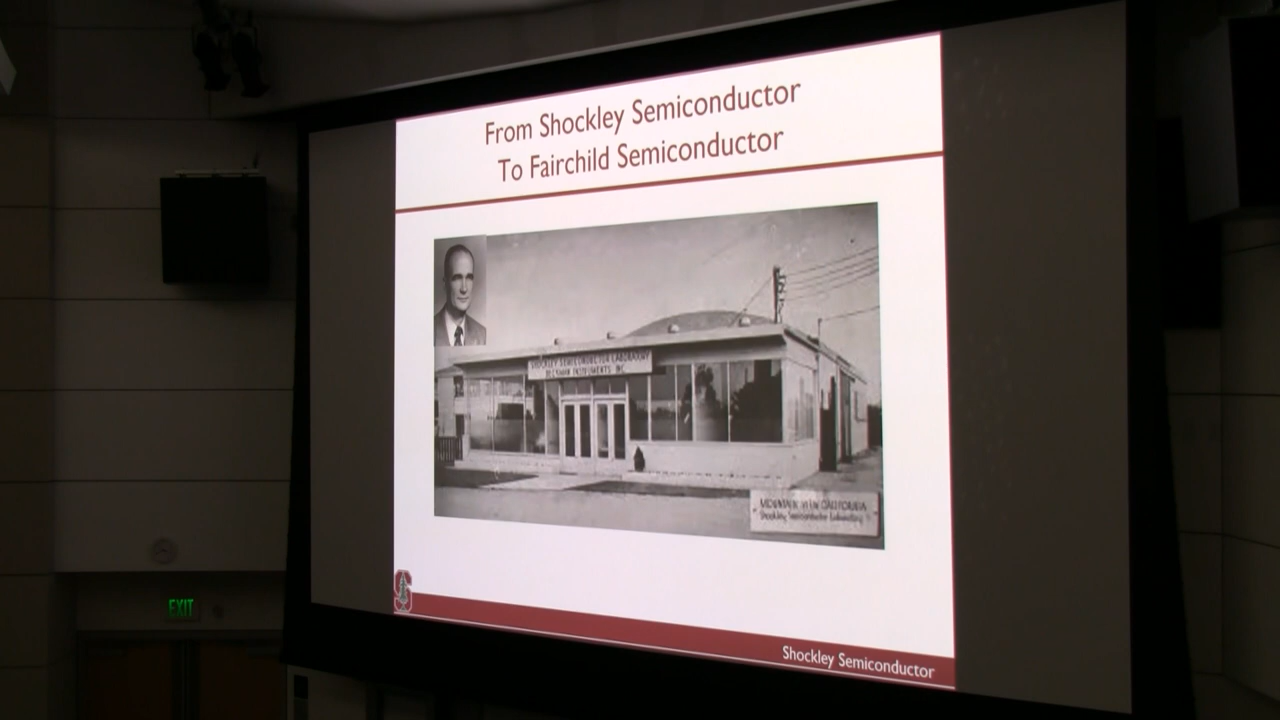 From Shockley Semiconductor
To Fairchild Semiconductor
SHOCKLEY SEMICONDUCTOR LABORATORY
BECKMAN INSTRUMENTS INC.
MOUNTAIN VIEW CALIFORNIA
Shockley Semiconductor Laboratory
Shockley Semiconductor
EXIT